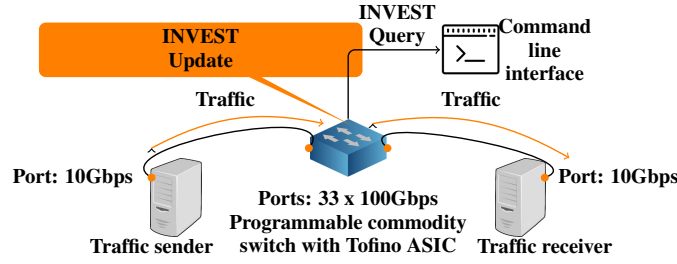 INVEST
Update
INVEST
Query
Command
line
interface
Traffic
Traffic
Port: 10Gbps
Port: 10Gbps
Ports: 33 x 100Gbps
Programmable commodity
switch with Tofino ASIC
Traffic sender
Traffic receiver